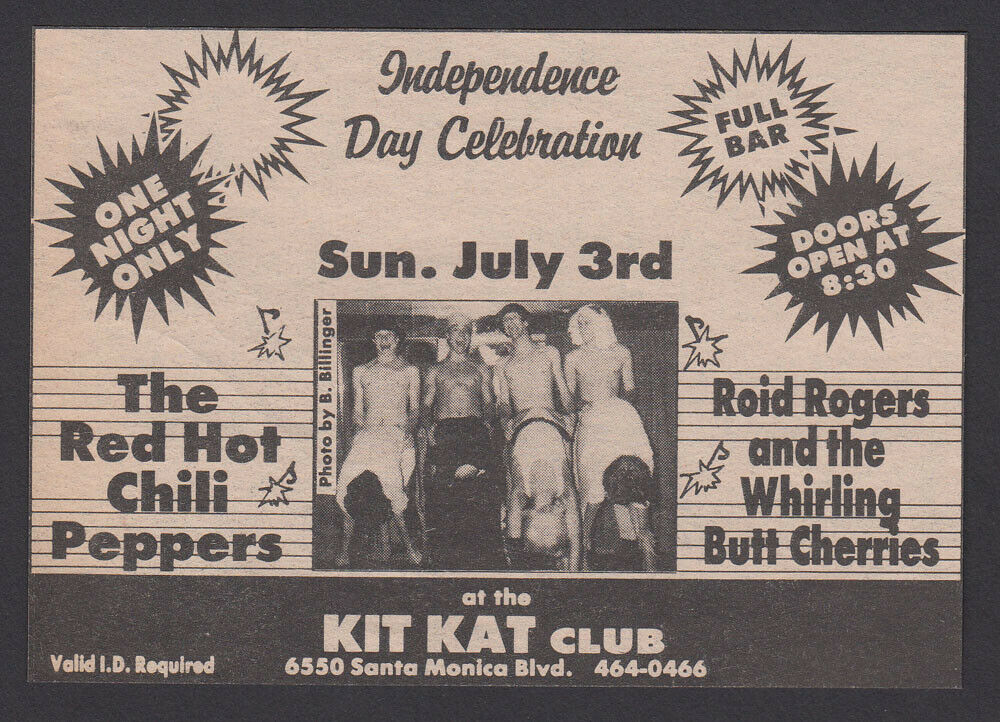 Independence
Day Celebration
ONE
NIGHT
ONLY
FULL
BAR
DOORS
OPEN AT
8:30
Sun. July 3rd
Photo by B. Billinger
The
Red Hot
Chili
Peppers
Roid Rogers
and the
Whirling
Butt Cherries
at the
KIT KAT CLUB
Valid I.D. Required
6550 Santa Monica Blvd. 464-0466